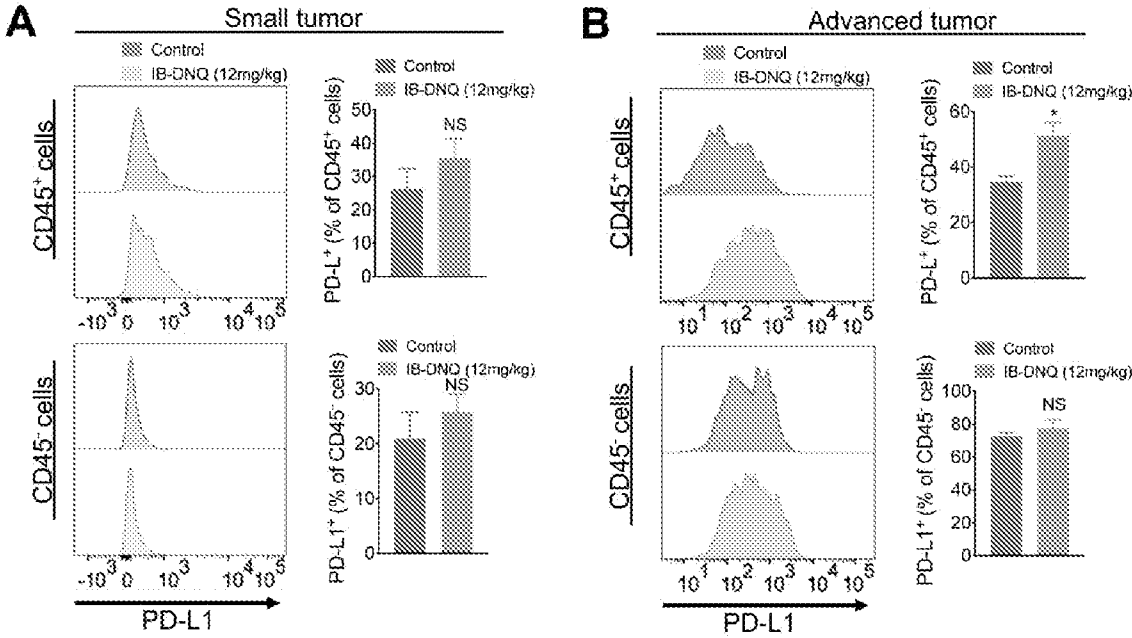 A
Small tumor
Control
IB-DNQ (12mg/kg)
CD45+ cells
-10³ 0 10³ 10⁴ 10⁵
Control
IB-DNQ (12mg/kg)
NS
PD-L⁺ (% of CD45⁺ cells)
50
40
30
20
10
0
CD45⁻ cells
-10³ 0 10³ 10⁴ 10⁵
PD-L1
Control
IB-DNQ (12mg/kg)
NS
PD-L1⁺ (% of CD45⁻ cells)
30
20
10
0
B
Advanced tumor
Control
IB-DNQ (12mg/kg)
CD45⁺ cells
10¹ 10² 10³ 10⁴ 10⁵
Control
IB-DNQ (12mg/kg)
*
PD-L⁺ (% of CD45⁺ cells)
60
40
20
0
CD45⁻ cells
10¹ 10² 10³ 10⁴ 10⁵
PD-L1
Control
IB-DNQ (12mg/kg)
NS
PD-L1⁺ (% of CD45⁻ cells)
100
80
60
40
20
0